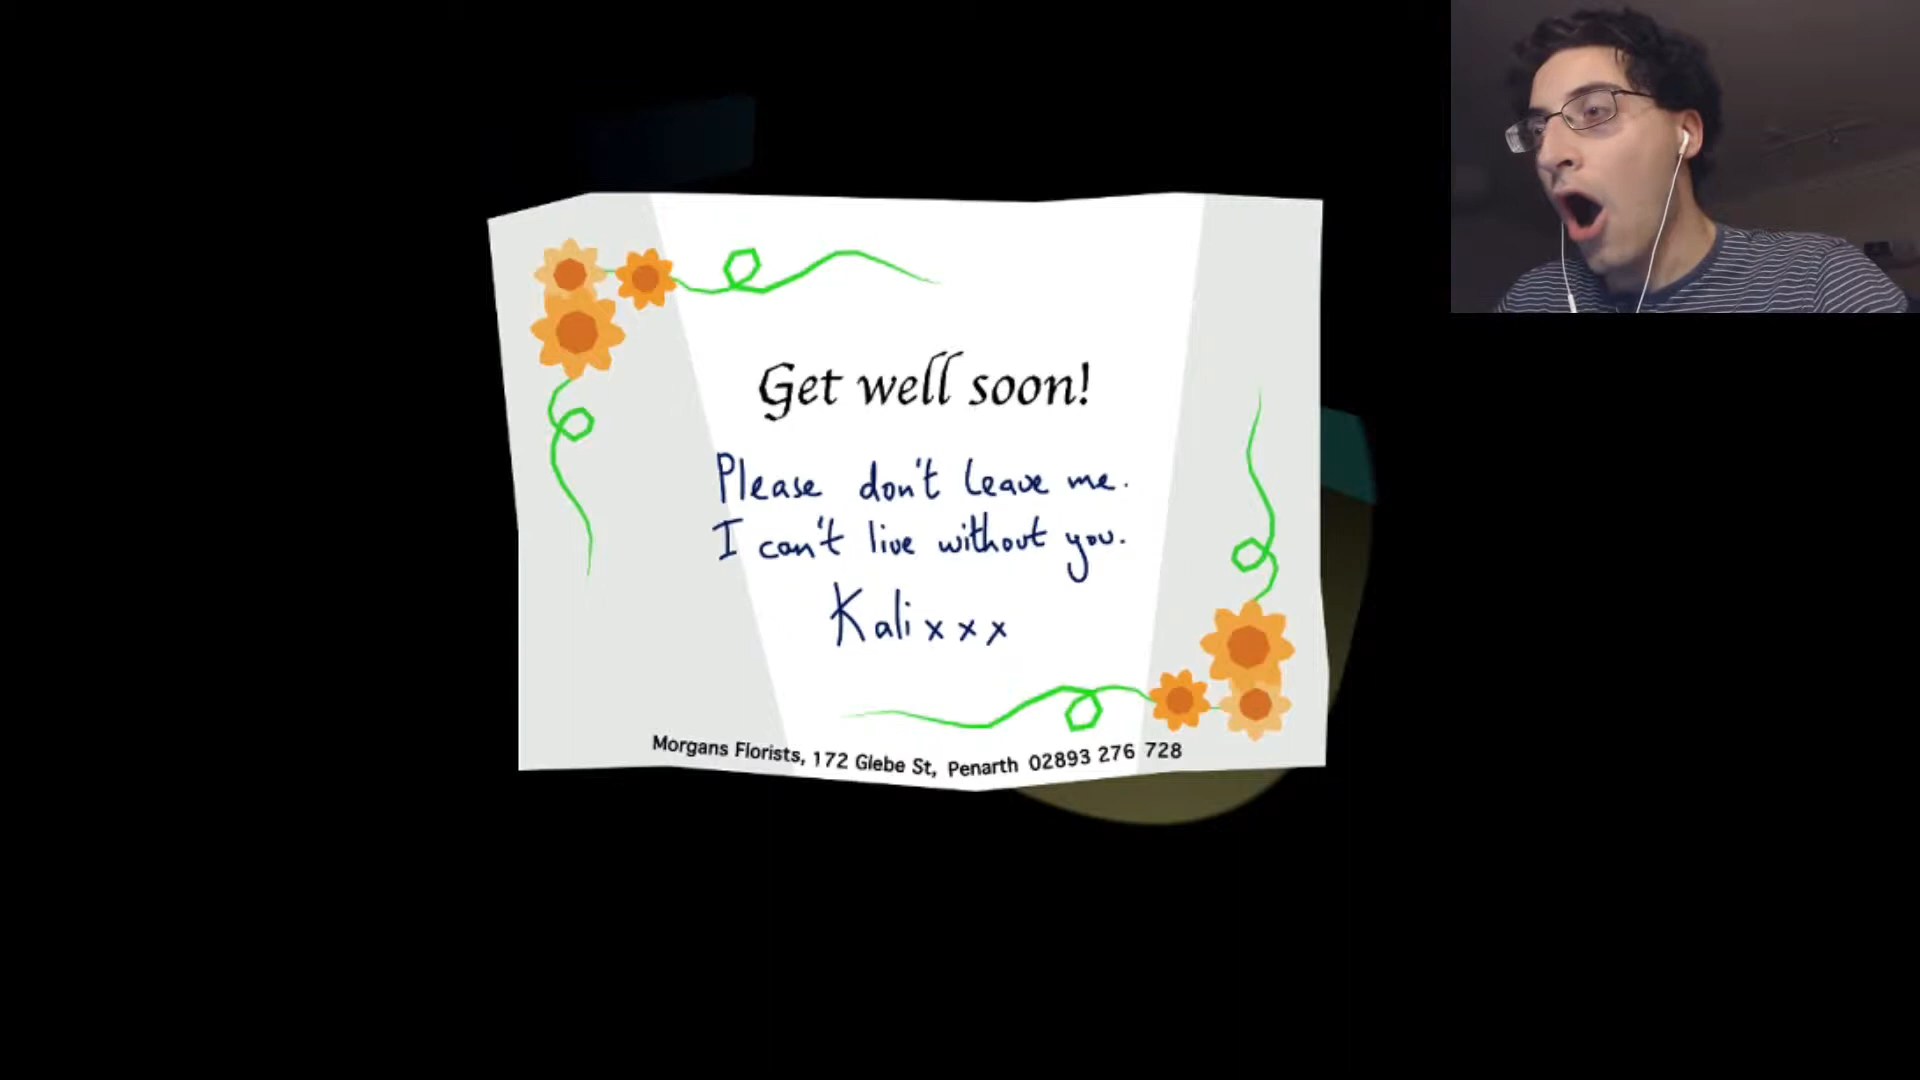 Get well soon!
Please don't leave me.
I can't live without you.
Kali x x x
Morgans Florists, 172 Glebe St, Penarth 02893 276 728